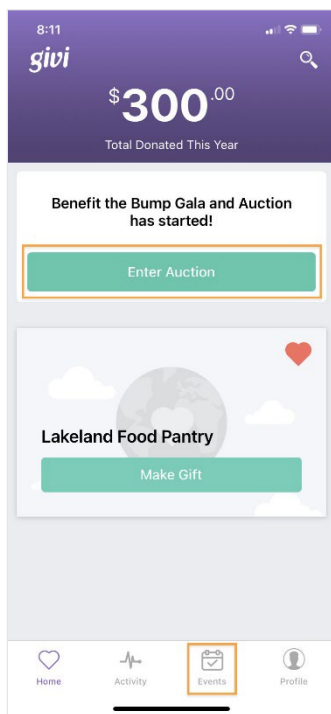 8:11
givi
$300.00
Total Donated This Year
Benefit the Bump Gala and Auction
has started!
Enter Auction
Lakeland Food Pantry
Make Gift
Home Activity Events Profile